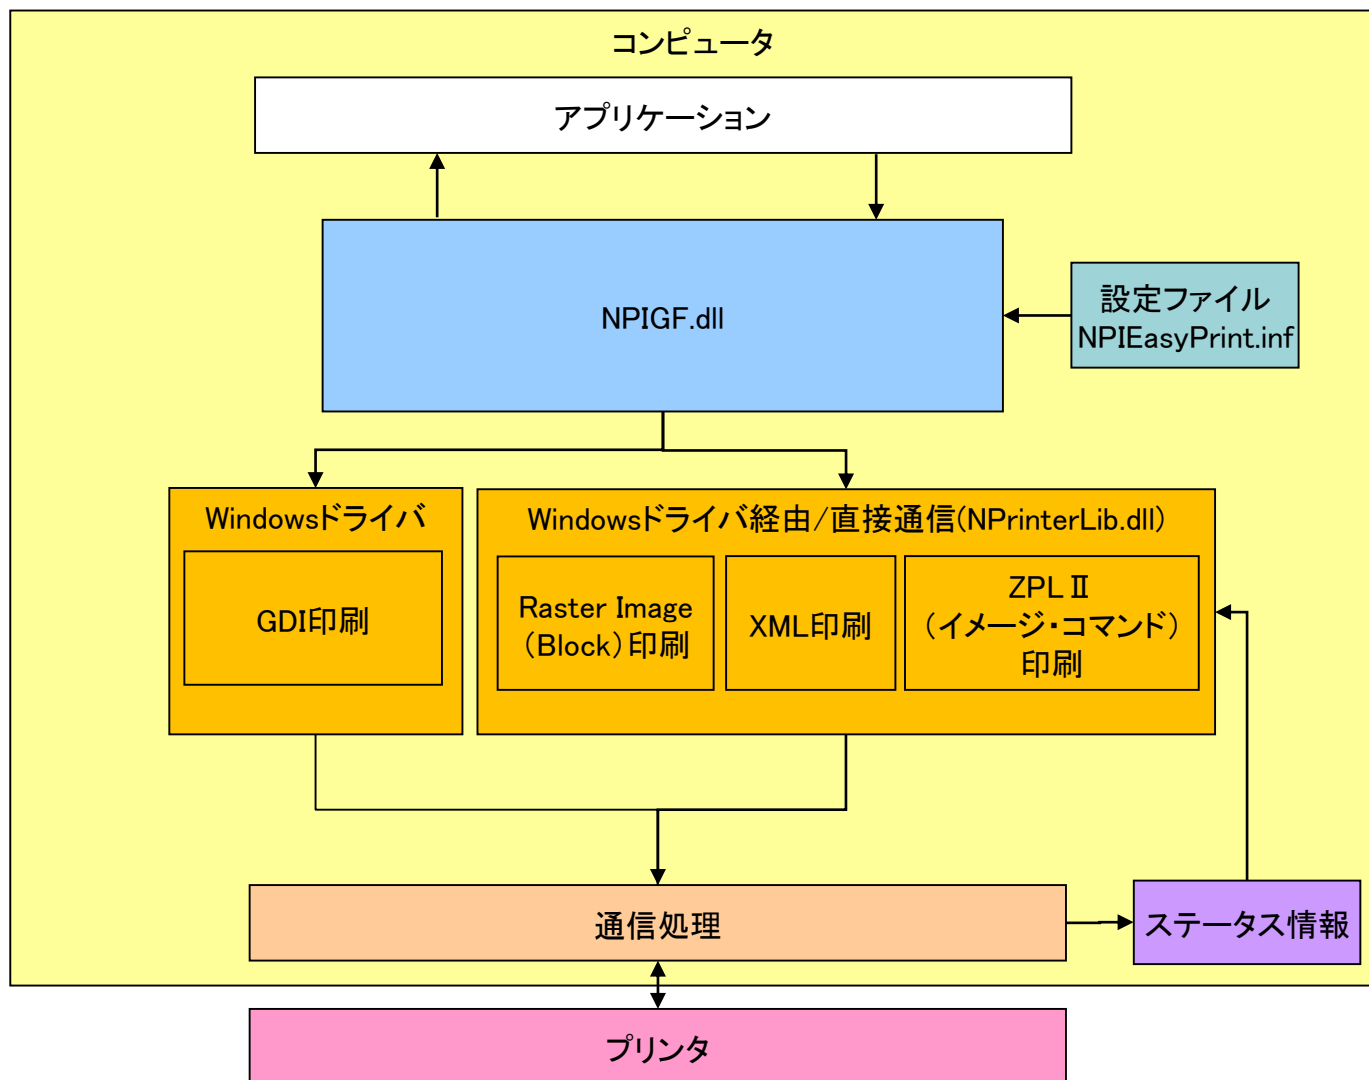 コンピュータ
アプリケーション
NPIGF.dll
設定ファイル
NPIEasyPrint.inf
Windowsドライバ
GDI印刷
Windowsドライバ経由/直接通信(NPrinterLib.dll)
Raster Image
（Block）印刷
XML印刷
ZPLⅡ
（イメージ・コマンド）
印刷
通信処理
ステータス情報
プリンタ